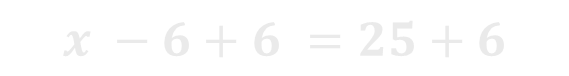 x − 6 + 6 = 25 + 6